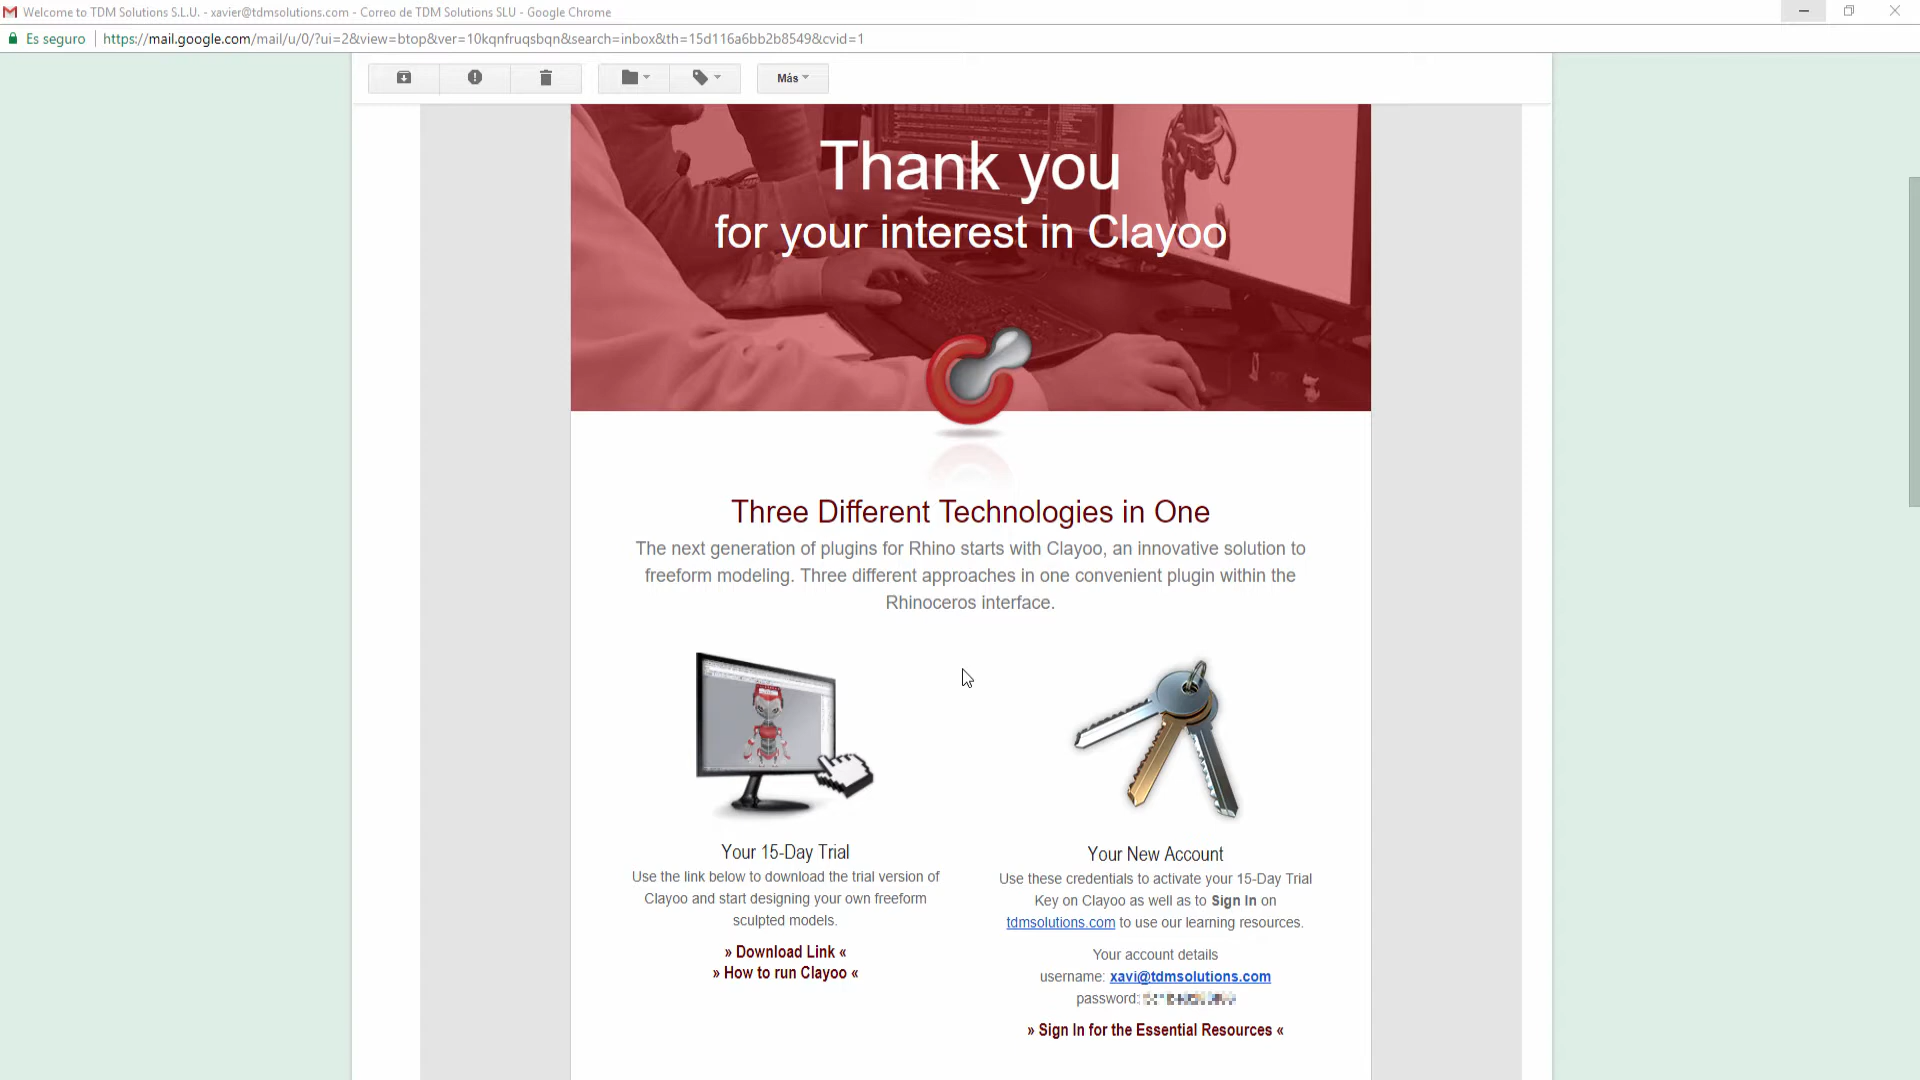 Welcome to TDM Solutions S.L.U. - xavier@tdmsolutions.com - Correo de TDM Solutions SLU - Google Chrome
Es seguro https://mail.google.com/mail/u/0/?ui=2&view=btop&ver=10kqnfruqsbqn&search=inbox&th=15d116a6bb2b8549&cvid=1
Más
Thank you
for your interest in Clayoo
Three Different Technologies in One
The next generation of plugins for Rhino starts with Clayoo, an innovative solution to
freeform modeling. Three different approaches in one convenient plugin within the
Rhinoceros interface.
Your 15-Day Trial
Use the link below to download the trial version of
Clayoo and start designing your own freeform
sculpted models.
» Download Link «
» How to run Clayoo «
Your New Account
Use these credentials to activate your 15-Day Trial
Key on Clayoo as well as to Sign In on
tdmsolutions.com to use our learning resources.
Your account details
username: xavi@tdmsolutions.com
password:
» Sign In for the Essential Resources «